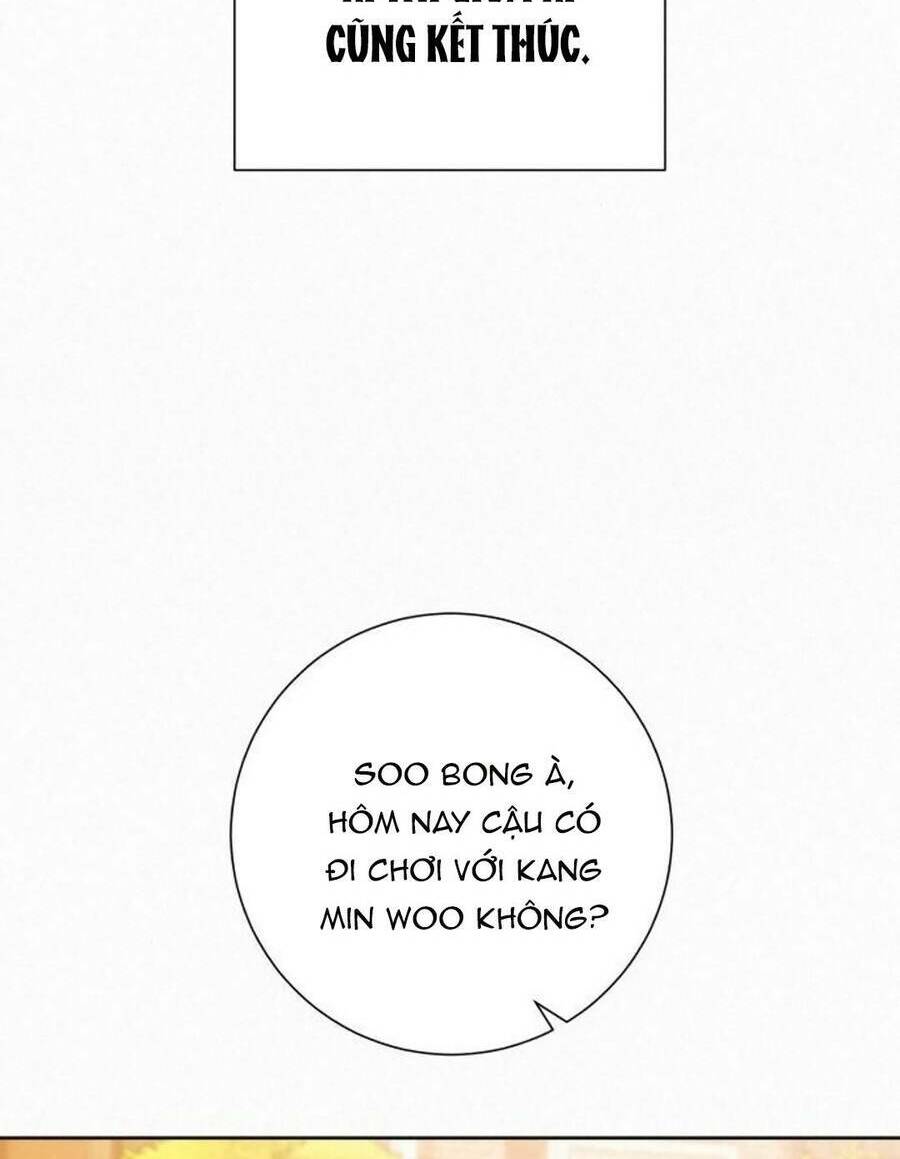 CŨNG KẾT THÚC.
SOO BONG À,
HÔM NAY CẬU CÓ
ĐI CHƠI VỚI KANG
MIN WOO KHÔNG?